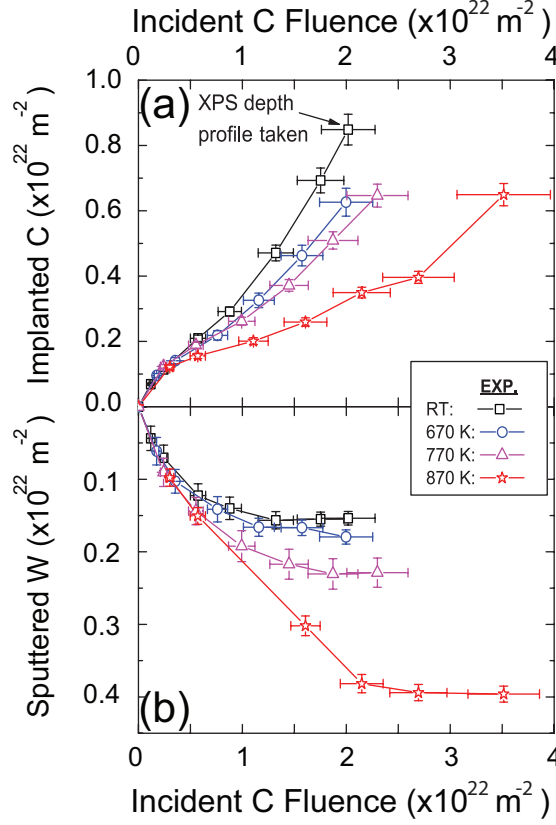 Incident C Fluence (x10²² m⁻²)
0 1 2 3 4
1.0
(a)
XPS depth
profile taken
0.8
0.6
0.4
0.2
0.0
Implanted C (x10²² m⁻²)
EXP.
RT:
670 K:
770 K:
870 K:
0.1
0.2
0.3
0.4
Sputtered W (x10²² m⁻²)
(b)
0 1 2 3 4
Incident C Fluence (x10²² m⁻²)